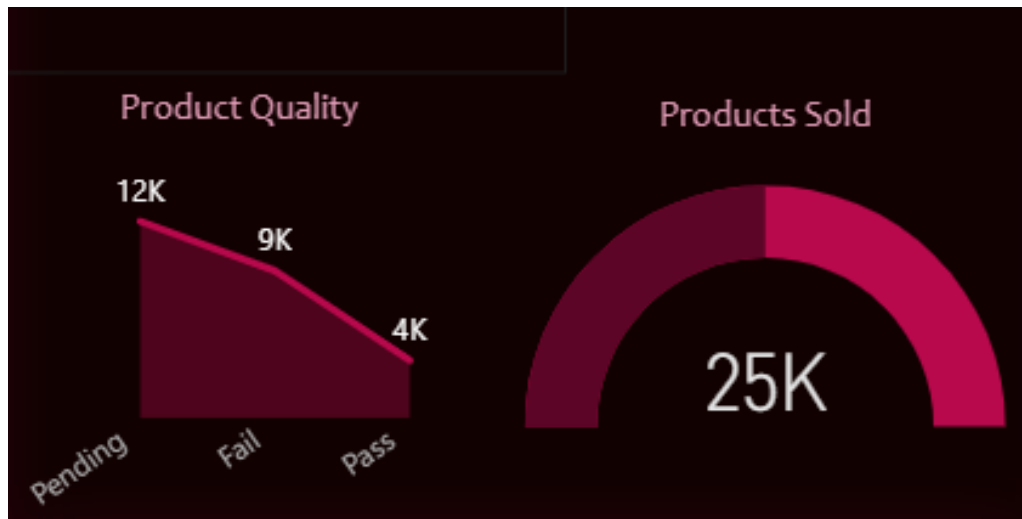 Product Quality
12K
9K
4K
Pending
Fail
Pass
Products Sold
25K